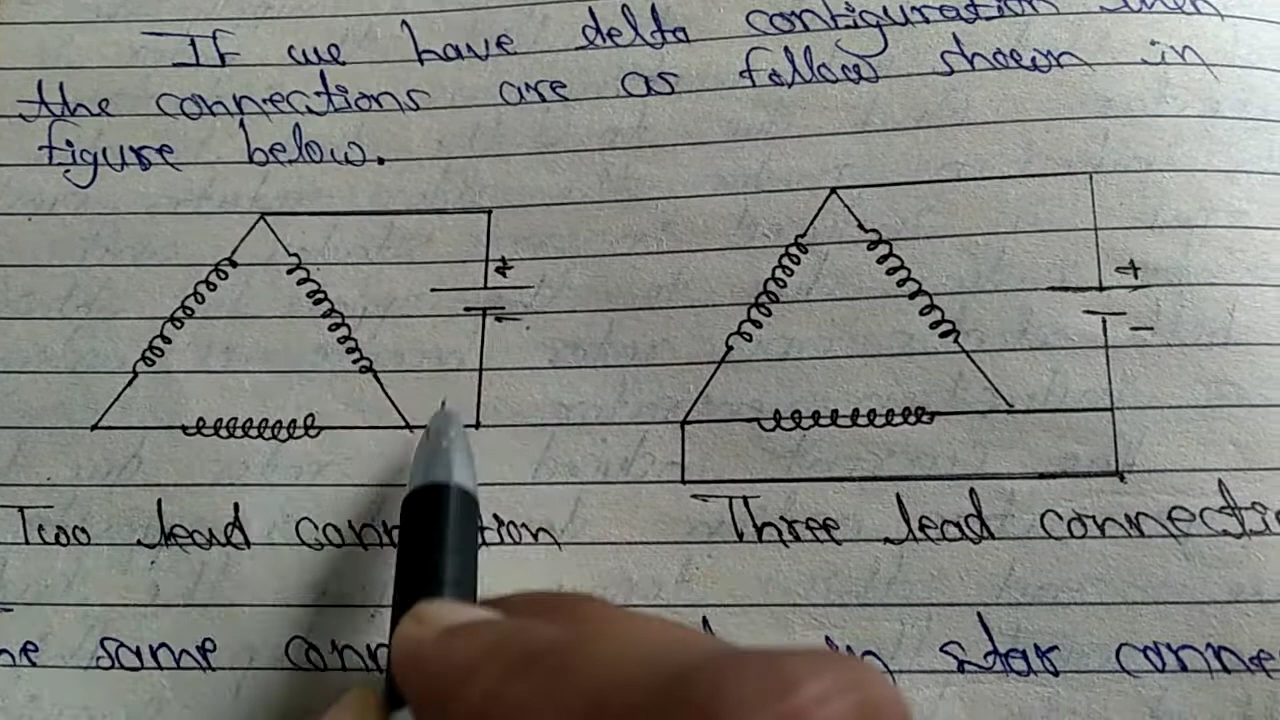 If we have delta configuration then
the connections are as follow shown in
figure below.
+
-
+
-
Two lead connection
Three lead connecti
same in star conne